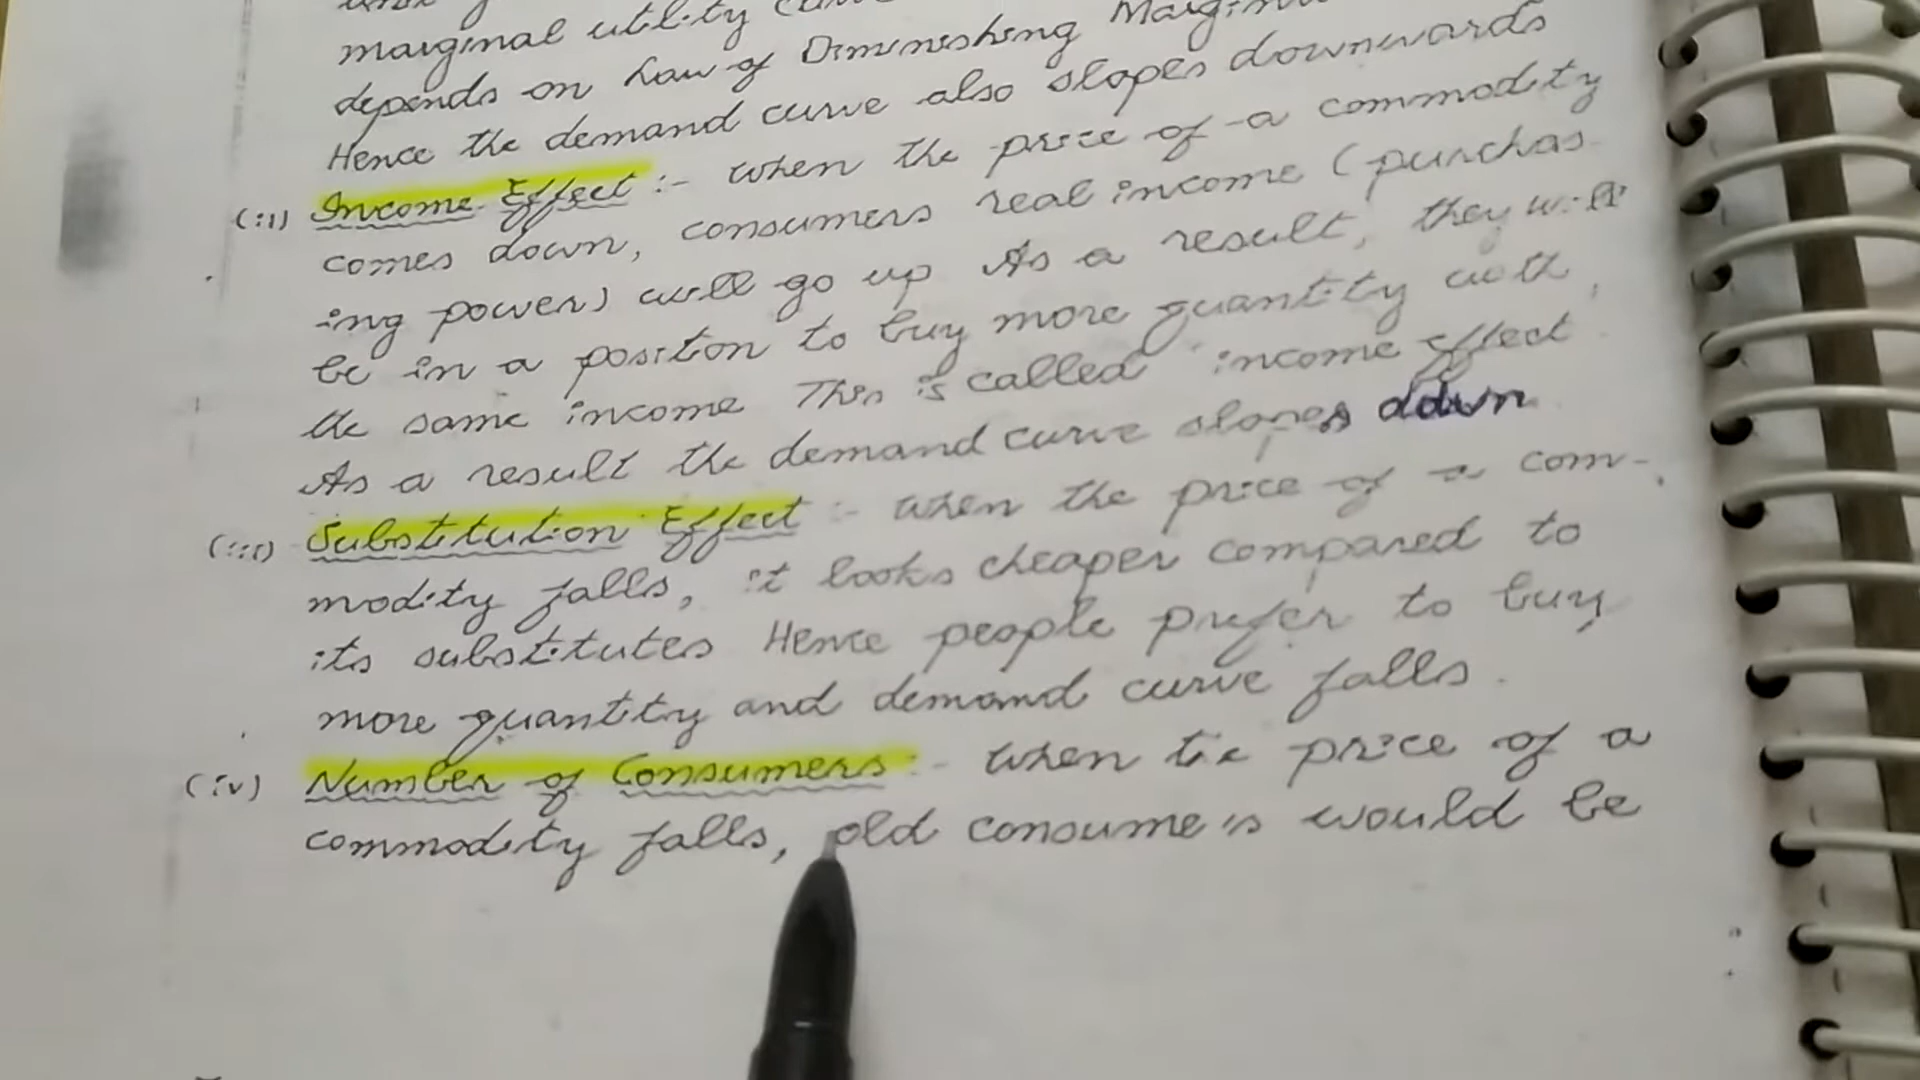 marginal utility
depends on Law of Diminishing
Hence the demand curve also slopes downwards
(ii) Income Effect :- When the price of a commodity
comes down, consumers real income (purchas-
ing power) will go up As a result, they will
be in a position to buy more quantity with
the same income This is called income effect
As a result the demand curve slopes down
(iii) Substitution Effect :- When the price of a com-
modity falls, it looks cheaper compared to
its substitutes Hence people prefer to buy
more quantity and demand curve falls.
(iv) Number of Consumers :- When the price of a
commodity falls, old consumers would be